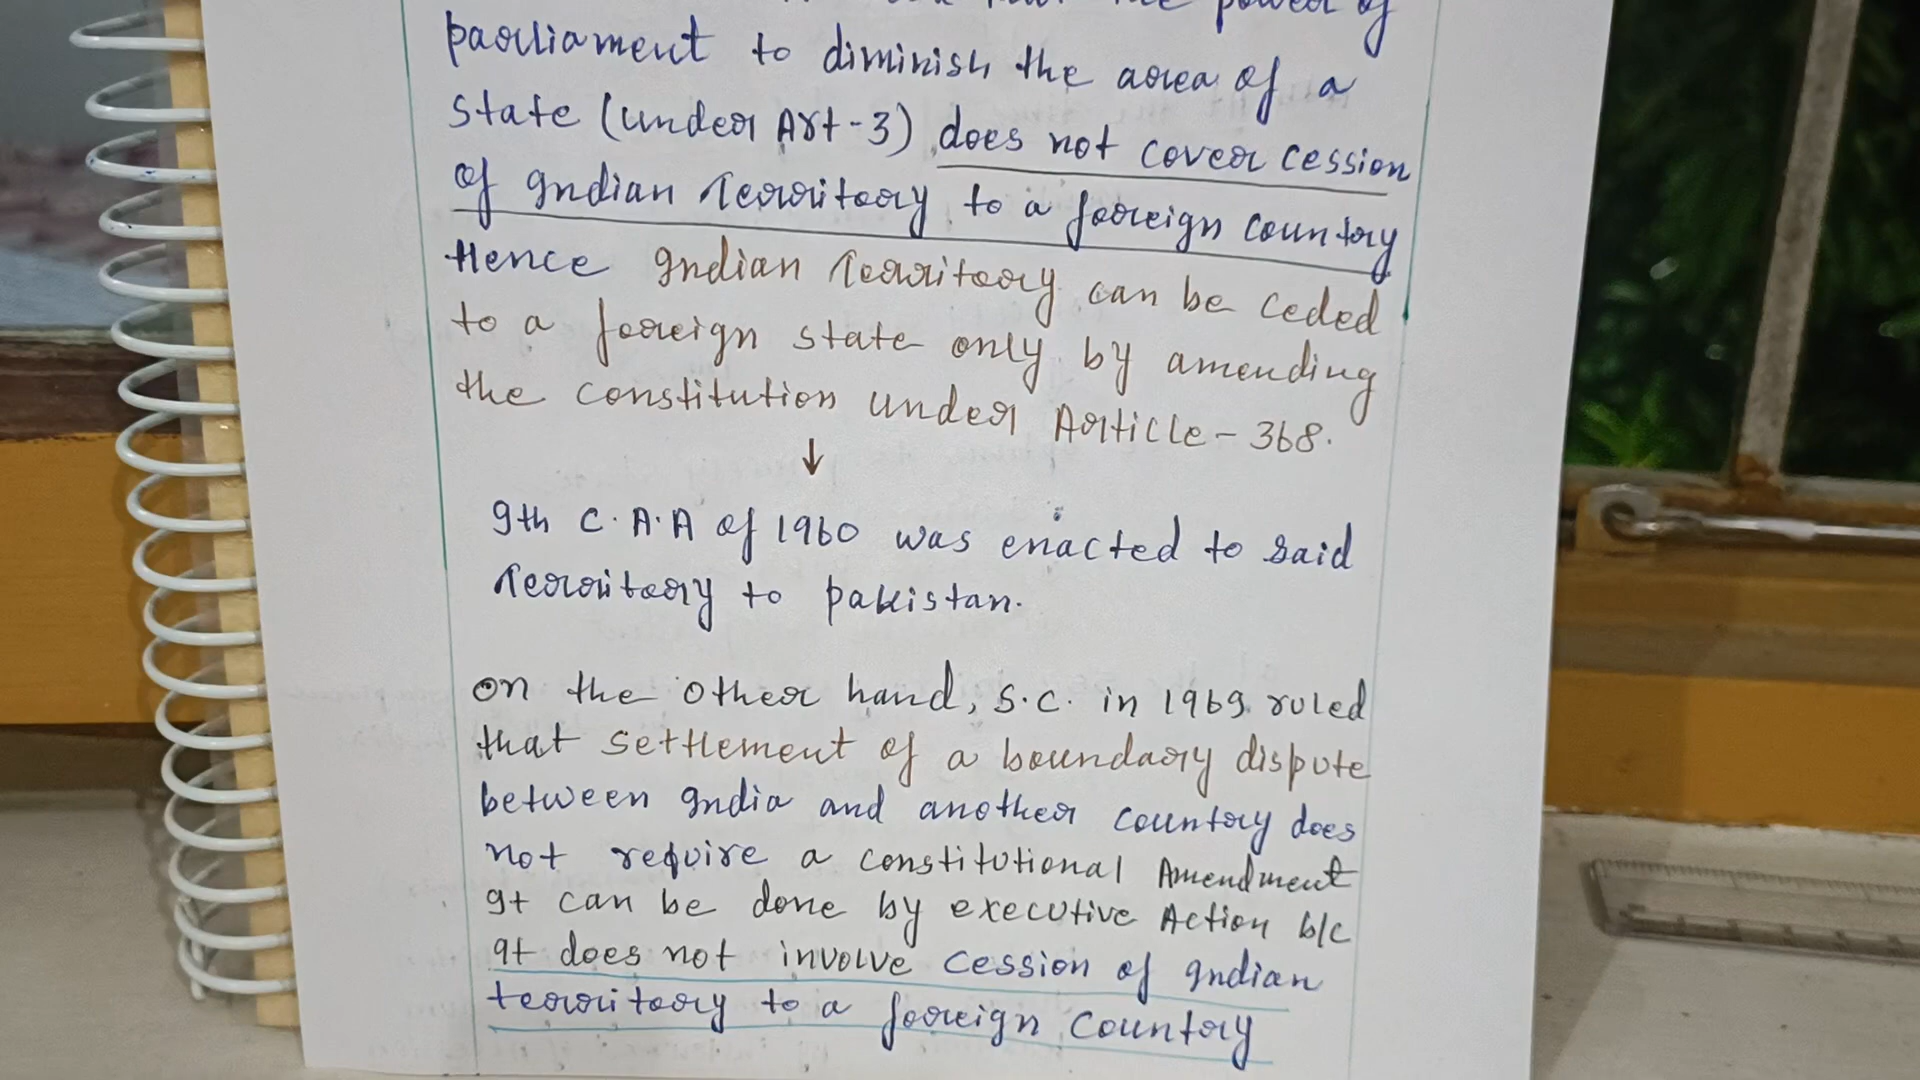 the power of
parliament to diminish the area of a
state (under Art-3) does not cover cession
of Indian Territory to a foreign country
Hence Indian Territory can be ceded
to a foreign state only by amending
the constitution under Article - 368.
↓
9th C.A.A of 1960 was enacted to said
Territory to pakistan.
on the other hand, S.C. in 1969 ruled
that settlement of a boundary dispute
between India and another country does
not require a constitutional Amendment
It can be done by executive Action b/c
It does not involve cession of Indian
territory to a foreign country